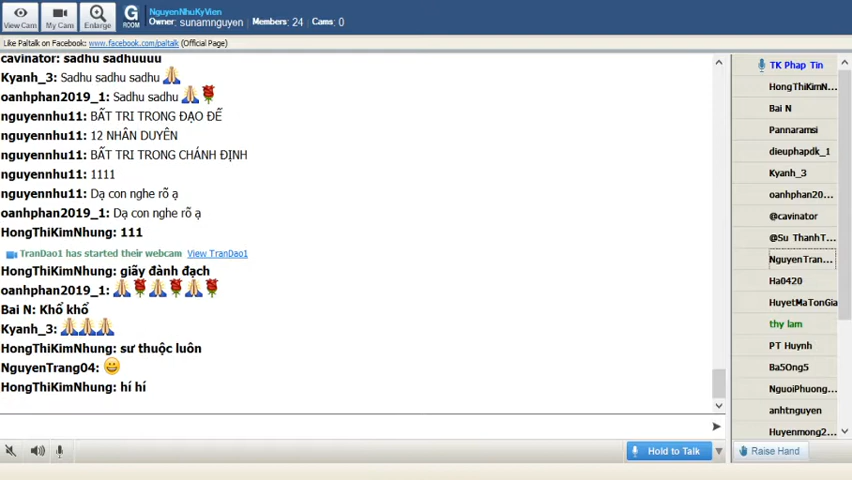 View Cam
My Cam
Enlarge
G
ROOM
NguyenNhuKyVien
Owner: sunamnguyen Members: 24 Cams: 0
Like Paltalk on Facebook: www.facebook.com/paltalk (Official Page)
cavinator: sadhu sadhuuuu
Kyanh_3: Sadhu sadhu sadhu
oanhphan2019_1: Sadhu sadhu
nguyennhu11: BẤT TRI TRONG ĐẠO ĐẾ
nguyennhu11: 12 NHÂN DUYÊN
nguyennhu11: BẤT TRI TRONG CHÁNH ĐỊNH
nguyennhu11: 1111
nguyennhu11: Dạ con nghe rõ ạ
oanhphan2019_1: Dạ con nghe rõ ạ
HongThiKimNhung: 111
TranDao1 has started their webcam View TranDao1
HongThiKimNhung: giãy đành đạch
oanhphan2019_1:
Bai N: Khổ khổ
Kyanh_3:
HongThiKimNhung: sư thuộc luôn
NguyenTrang04:
HongThiKimNhung: hí hí
TK Phap Tin
HongThiKimN...
Bai N
Pannaramsi
dieuphapdk_1
Kyanh_3
oanhphan20...
@cavinator
@Su ThanhT...
NguyenTran...
Ha0420
HuyetMaTonGia
thy lam
PT Huynh
Ba5Ong5
NguoiPhuong...
anhtnguyen
Huyenmong2...
Hold to Talk
Raise Hand